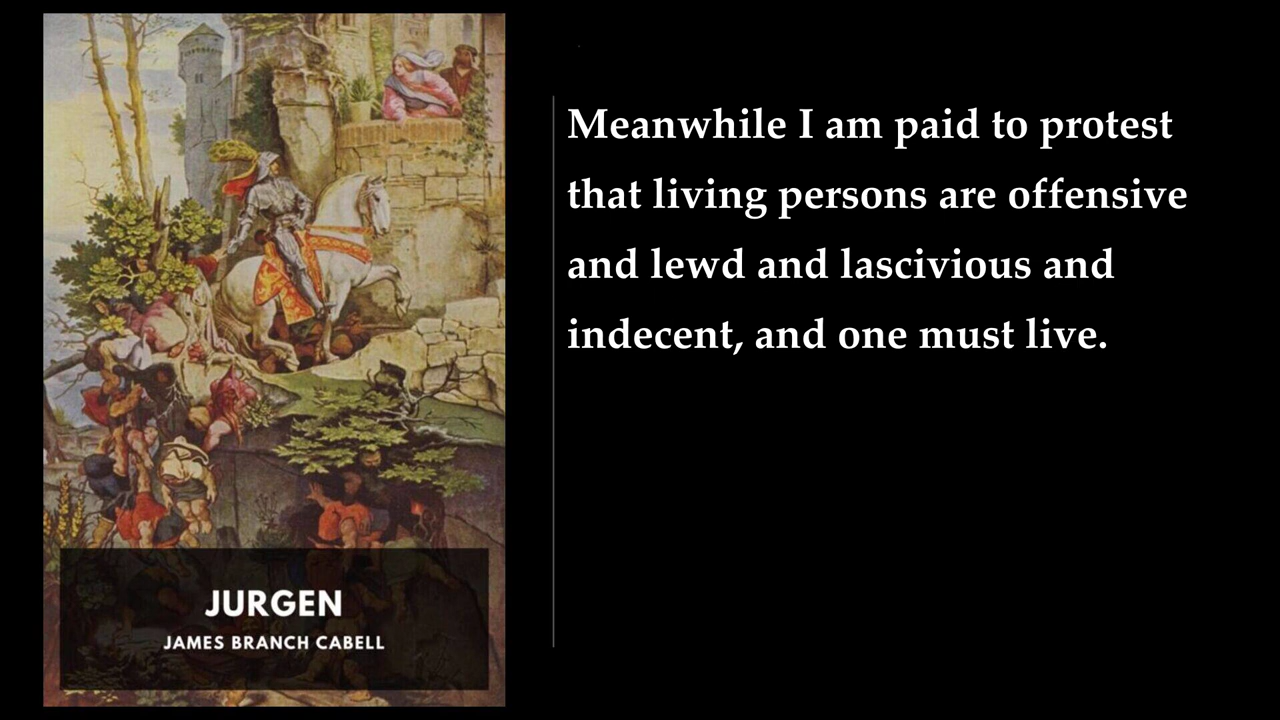 Meanwhile I am paid to protest
that living persons are offensive
and lewd and lascivious and
indecent, and one must live.
JURGEN
JAMES BRANCH CABELL